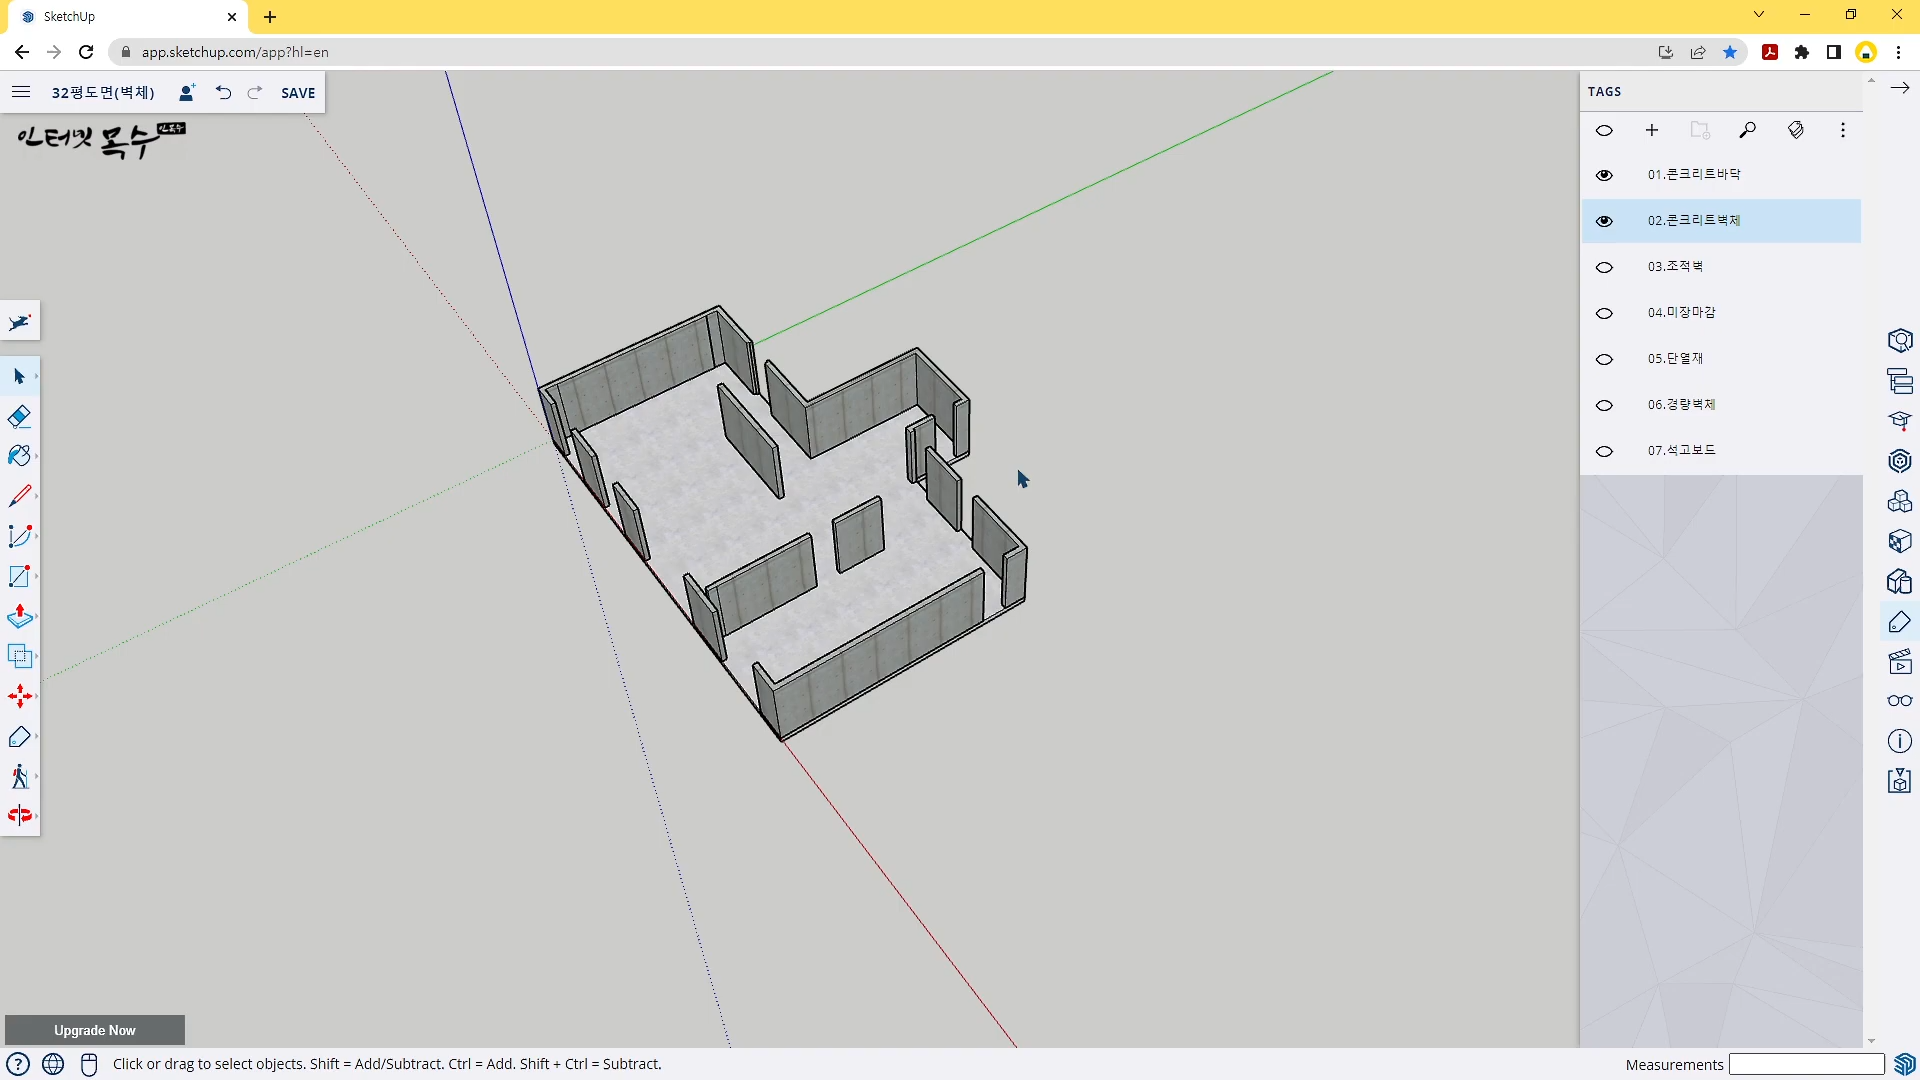 SketchUp
app.sketchup.com/app?hl=en
32평도면(벽체)
SAVE
인터넷 목수
TAGS
01.콘크리트바닥
02.콘크리트벽체
03.조적벽
04.미장마감
05.단열재
06.경량벽체
07.석고보드
Upgrade Now
Click or drag to select objects. Shift = Add/Subtract. Ctrl = Add. Shift + Ctrl = Subtract.
Measurements